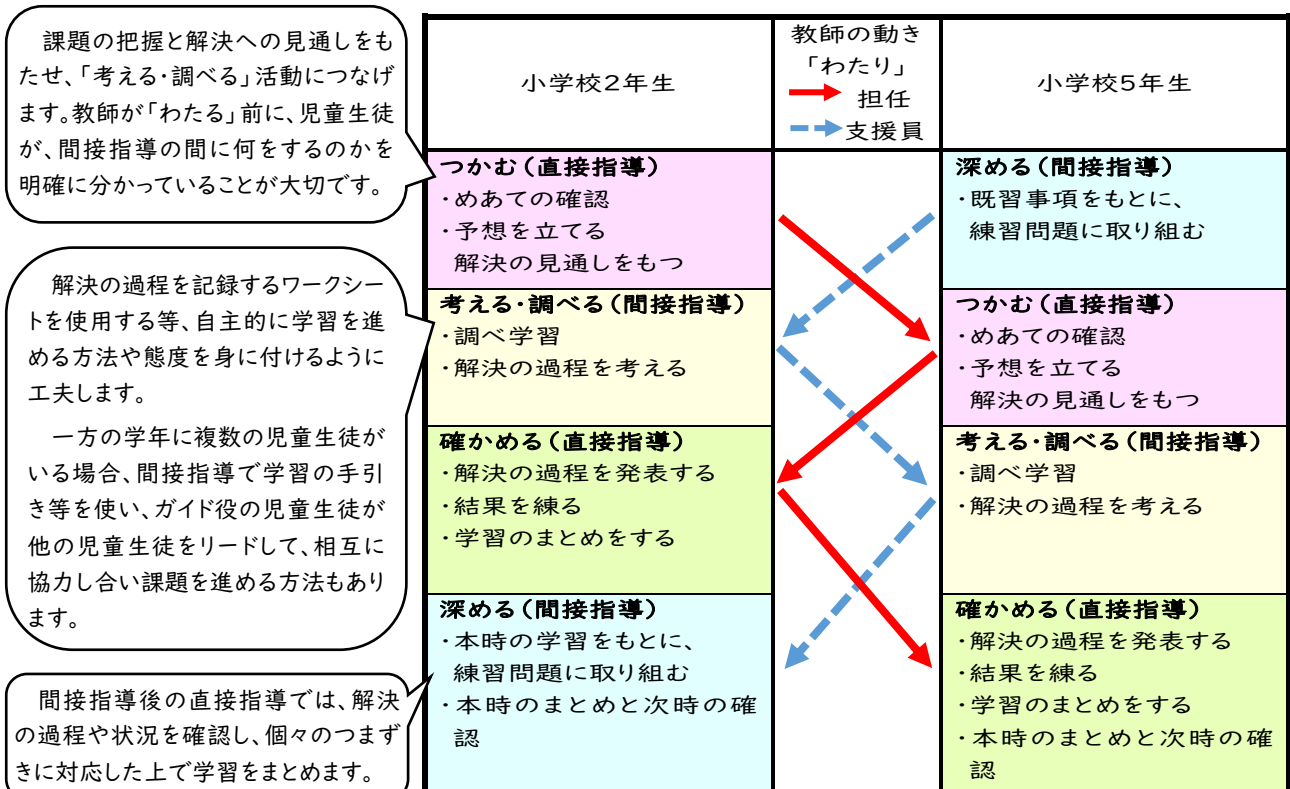 課題の把握と解決への見通しをも
たせ、「考える・調べる」活動につなげ
ます。教師が「わたる」前に、児童生徒
が、間接指導の間に何をするのかを
明確に分かっていることが大切です。
解決の過程を記録するワークシー
トを使用する等、自主的に学習を進
める方法や態度を身に付けるように
工夫します。
一方の学年に複数の児童生徒が
いる場合、間接指導で学習の手引
き等を使い、ガイド役の児童生徒が
他の児童生徒をリードして、相互に
協力し合い課題を進める方法もあり
ます。
間接指導後の直接指導では、解決
の過程や状況を確認し、個々のつまず
きに対応した上で学習をまとめます。
小学校2年生
教師の動き
「わたり」
担任
支援員
小学校5年生
つかむ(直接指導)
・めあての確認
・予想を立てる
解決の見通しをもつ
深める(間接指導)
・既習事項をもとに、
練習問題に取り組む
考える・調べる(間接指導)
・調べ学習
・解決の過程を考える
つかむ(直接指導)
・めあての確認
・予想を立てる
解決の見通しをもつ
確かめる(直接指導)
・解決の過程を発表する
・結果を練る
・学習のまとめをする
考える・調べる(間接指導)
・調べ学習
・解決の過程を考える
深める(間接指導)
・本時の学習をもとに、
練習問題に取り組む
・本時のまとめと次時の確
認
確かめる(直接指導)
・解決の過程を発表する
・結果を練る
・学習のまとめをする
・本時のまとめと次時の確
認